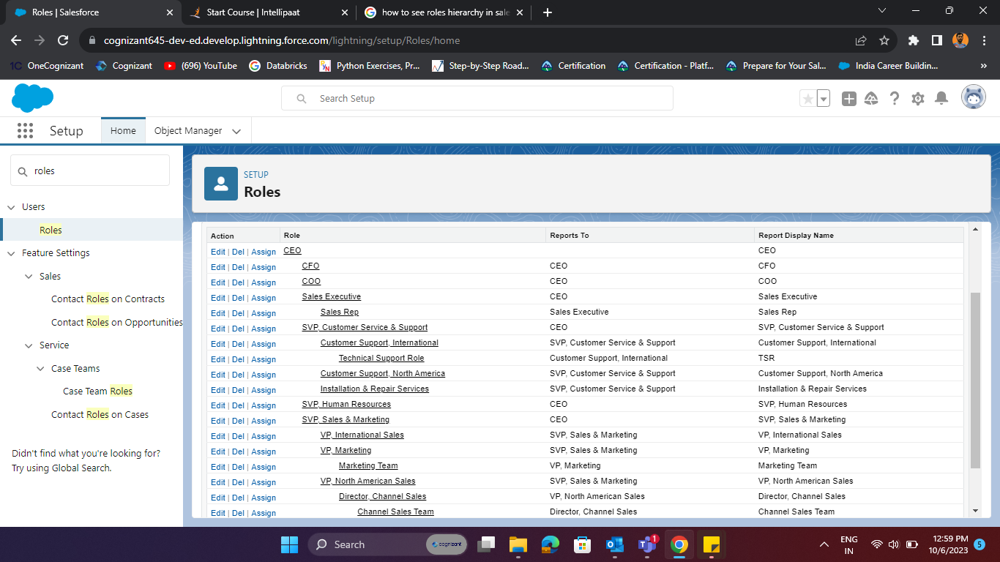 Roles | Salesforce
Start Course | Intellipaat
how to see roles hierarchy in sale
cognizant645-dev-ed.develop.lightning.force.com/lightning/setup/Roles/home
1C OneCognizant
Cognizant
(696) YouTube
Databricks
Python Exercises, Pr...
Step-by-Step Road...
Certification
Certification - Platf...
Prepare for Your Sal...
India Career Buildin...
»
Search Setup
Setup
Home
Object Manager
roles
Users
Roles
Feature Settings
Sales
Contact Roles on Contracts
Contact Roles on Opportunities
Service
Case Teams
Case Team Roles
Contact Roles on Cases
Didn't find what you're looking for?
Try using Global Search.
SETUP
Roles
Action Role Reports To Report Display Name
Edit | Del | Assign CEO CEO
Edit | Del | Assign CFO CEO CFO
Edit | Del | Assign COO CEO COO
Edit | Del | Assign Sales Executive CEO Sales Executive
Edit | Del | Assign Sales Rep Sales Executive Sales Rep
Edit | Del | Assign SVP, Customer Service & Support CEO SVP, Customer Service & Support
Edit | Del | Assign Customer Support, International SVP, Customer Service & Support Customer Support, International
Edit | Del | Assign Technical Support Role Customer Support, International TSR
Edit | Del | Assign Customer Support, North America SVP, Customer Service & Support Customer Support, North America
Edit | Del | Assign Installation & Repair Services SVP, Customer Service & Support Installation & Repair Services
Edit | Del | Assign SVP, Human Resources CEO SVP, Human Resources
Edit | Del | Assign SVP, Sales & Marketing CEO SVP, Sales & Marketing
Edit | Del | Assign VP, International Sales SVP, Sales & Marketing VP, International Sales
Edit | Del | Assign VP, Marketing SVP, Sales & Marketing VP, Marketing
Edit | Del | Assign Marketing Team VP, Marketing Marketing Team
Edit | Del | Assign VP, North American Sales SVP, Sales & Marketing VP, North American Sales
Edit | Del | Assign Director, Channel Sales VP, North American Sales Director, Channel Sales
Edit | Del | Assign Channel Sales Team Director, Channel Sales Channel Sales Team
Search
cognizant
1
ENG
IN
12:59 PM
10/6/2023
5